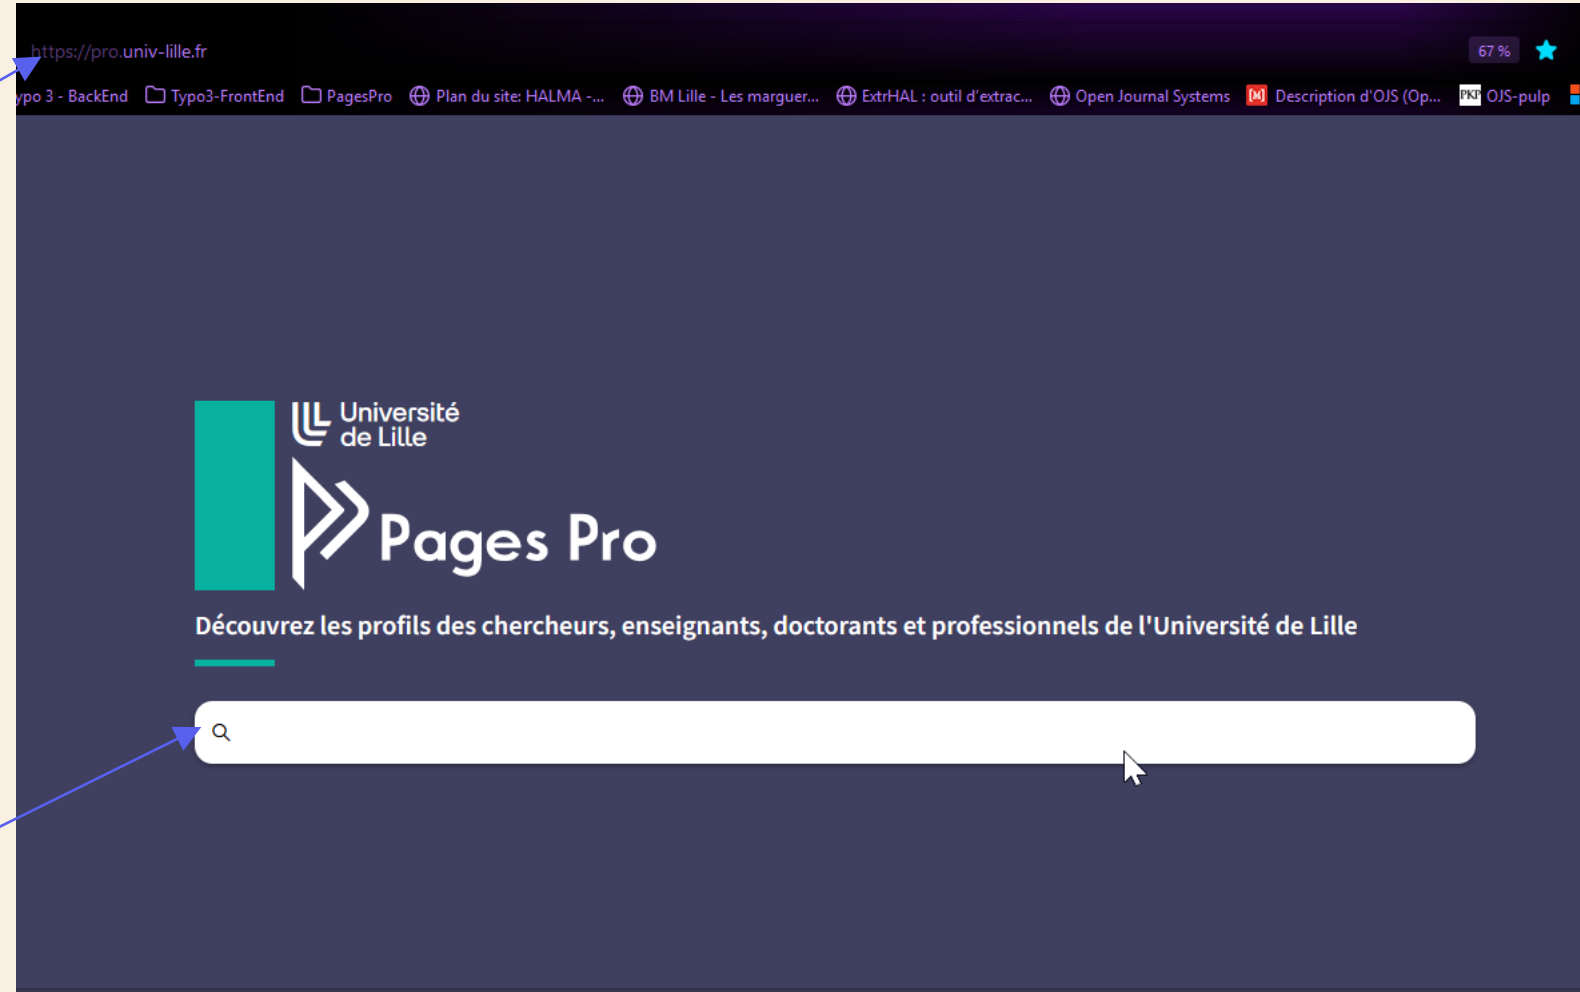 https://pro.univ-lille.fr
67 %
ypo 3 - BackEnd Typo3-FrontEnd PagesPro Plan du site: HALMA -... BM Lille - Les marguer... ExtrHAL : outil d'extrac... Open Journal Systems [M] Description d'OJS (Op... PKP OJS-pulp
Université
de Lille
Pages Pro
Découvrez les profils des chercheurs, enseignants, doctorants et professionnels de l'Université de Lille